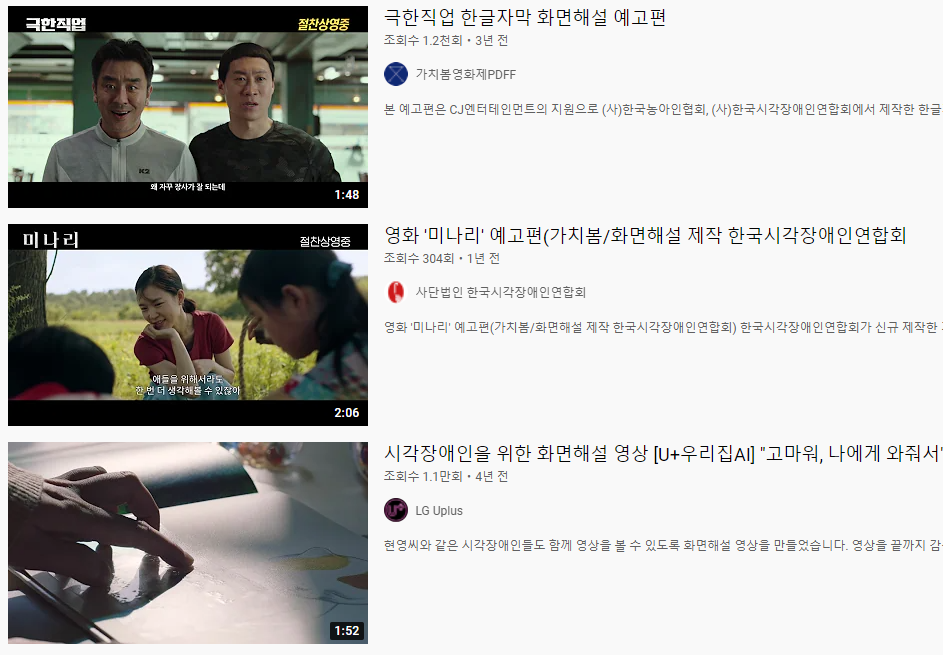 극한직업
절찬상영중
K2
왜 자꾸 장사가 잘 되는데
1:48
극한직업 한글자막 화면해설 예고편
조회수 1.2천회 • 3년 전
가치봄영화제PDFF
본 예고편은 CJ엔터테인먼트의 지원으로 (사)한국농아인협회, (사)한국시각장애인연합회에서 제작한 한글
미나리
절찬상영중
애들을 위해서라도
한 번 더 생각해볼 수 있잖아
2:06
영화 '미나리' 예고편(가치봄/화면해설 제작 한국시각장애인연합회
조회수 304회 • 1년 전
사단법인 한국시각장애인연합회
영화 '미나리' 예고편(가치봄/화면해설 제작 한국시각장애인연합회) 한국시각장애인연합회가 신규 제작한
1:52
시각장애인을 위한 화면해설 영상 [U+우리집AI] "고마워, 나에게 와줘서"
조회수 1.1만회 • 4년 전
LG Uplus
현영씨와 같은 시각장애인들도 함께 영상을 볼 수 있도록 화면해설 영상을 만들었습니다. 영상을 끝까지 감